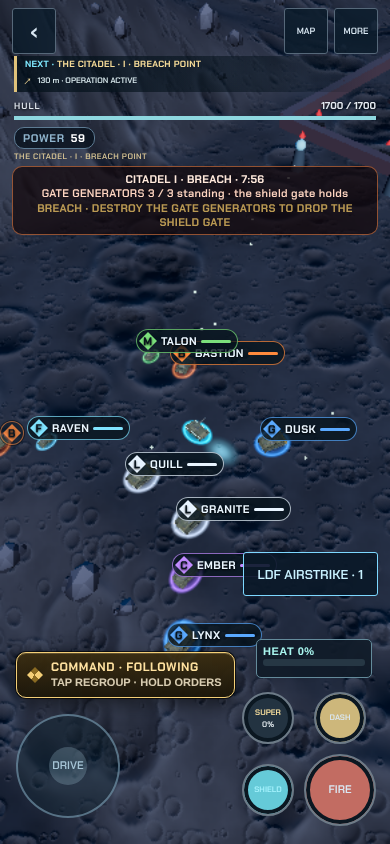 ‹
MAP
MORE
NEXT · THE CITADEL · I · BREACH POINT
↗ 130 m · OPERATION ACTIVE
HULL
1700 / 1700
POWER 59
THE CITADEL · I · BREACH POINT
CITADEL I · BREACH · 7:56
GATE GENERATORS 3 / 3 standing · the shield gate holds
BREACH · DESTROY THE GATE GENERATORS TO DROP THE
SHIELD GATE
M TALON
BASTION
B
F RAVEN
G DUSK
L QUILL
L GRANITE
C EMBER
LDF AIRSTRIKE · 1
G LYNX
HEAT 0%
COMMAND · FOLLOWING
TAP REGROUP · HOLD ORDERS
SUPER
0%
DASH
DRIVE
SHIELD
FIRE